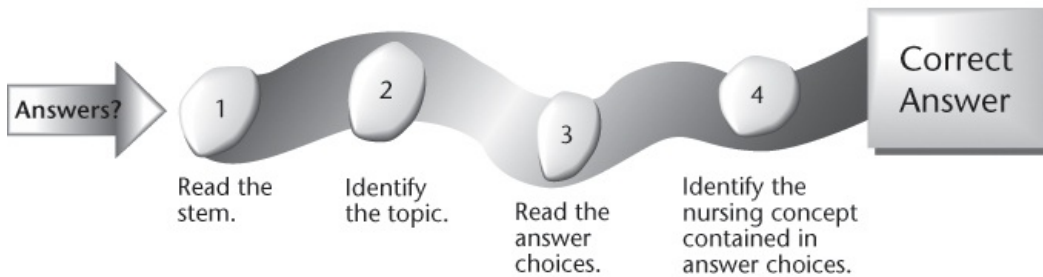 Answers?
1
Read the
stem.
2
Identify
the topic.
3
Read the
answer
choices.
4
Identify the
nursing concept
contained in
answer choices.
Correct
Answer